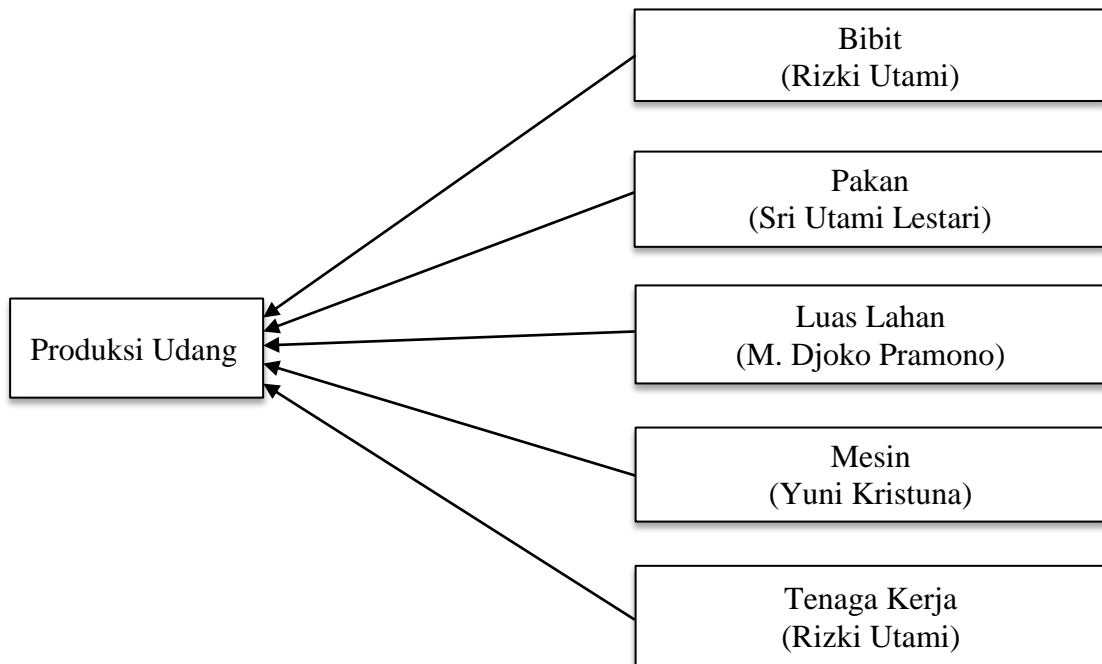 Bibit
(Rizki Utami)
Pakan
(Sri Utami Lestari)
Produksi Udang
Luas Lahan
(M. Djoko Pramono)
Mesin
(Yuni Kristuna)
Tenaga Kerja
(Rizki Utami)